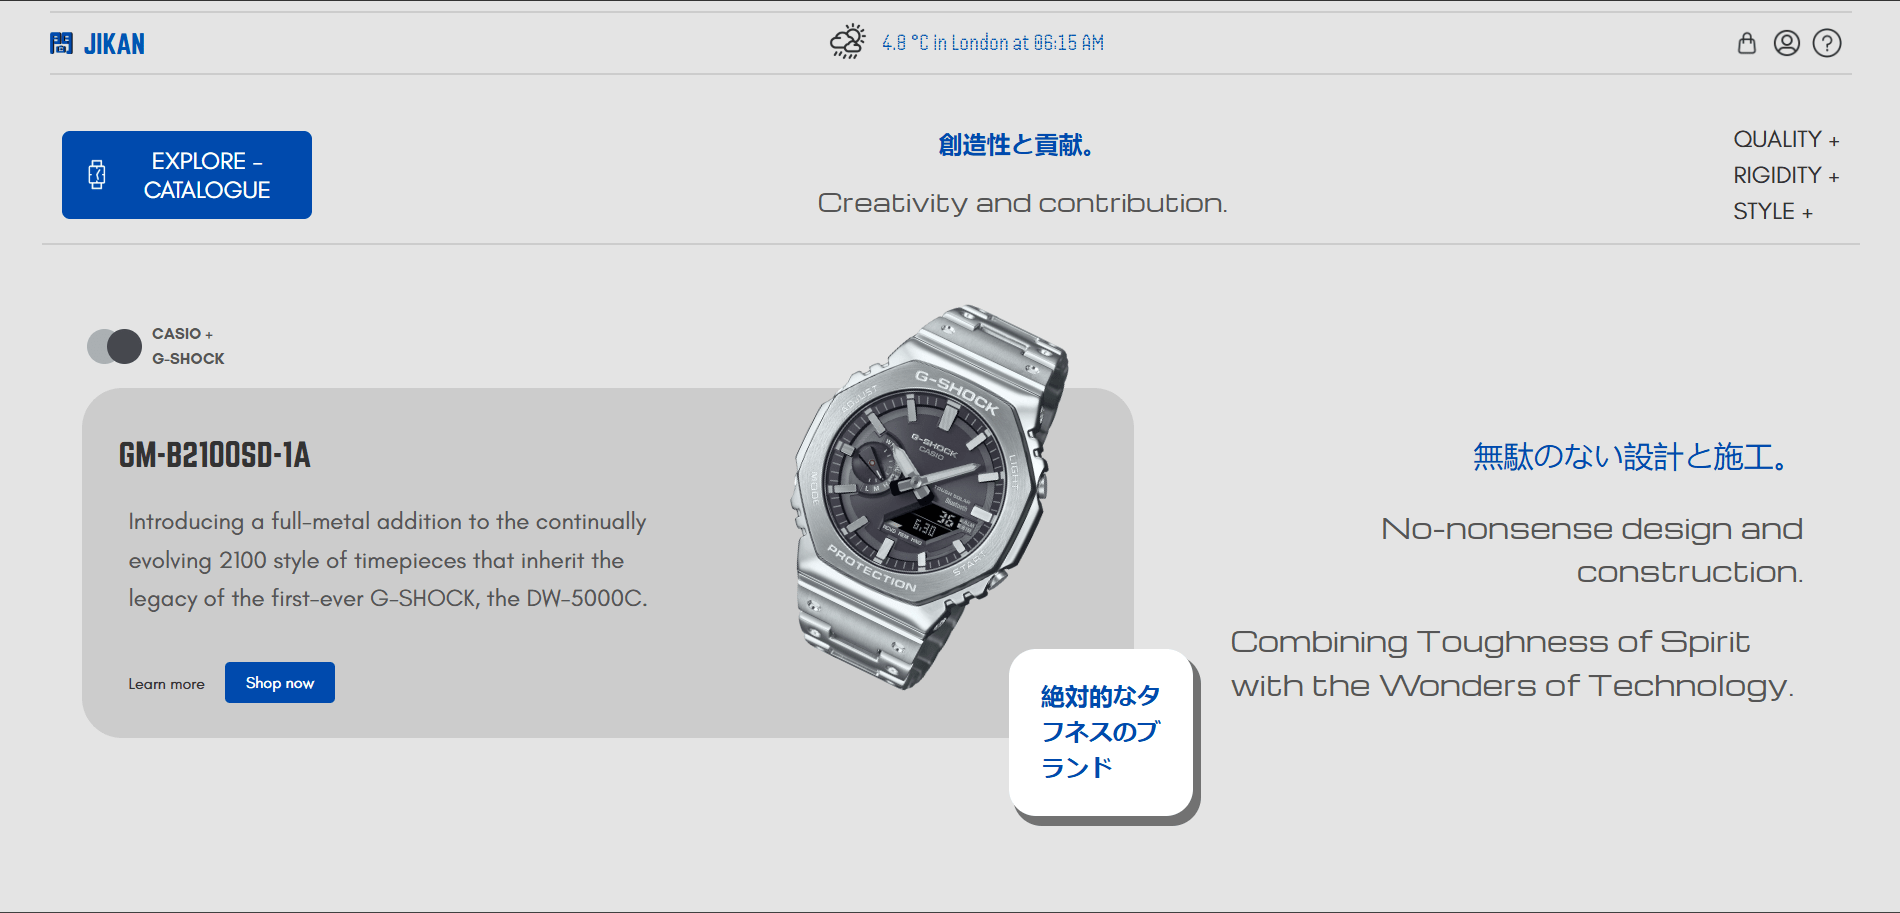 間 JIKAN
4.8 °C in London at 06:15 AM
EXPLORE –
CATALOGUE
創造性と貢献。
Creativity and contribution.
QUALITY +
RIGIDITY +
STYLE +
CASIO +
G-SHOCK
GM-B2100SD-1A
Introducing a full-metal addition to the continually
evolving 2100 style of timepieces that inherit the
legacy of the first-ever G-SHOCK, the DW-5000C.
Learn more
Shop now
G-SHOCK
ADJUST
MODE
LIGHT
START
PROTECTION
G-SHOCK
CASIO
TOUGH SOLAR
Bluetooth
36
6:30
絶対的なタ
フネスのブ
ランド
無駄のない設計と施工。
No-nonsense design and
construction.
Combining Toughness of Spirit
with the Wonders of Technology.